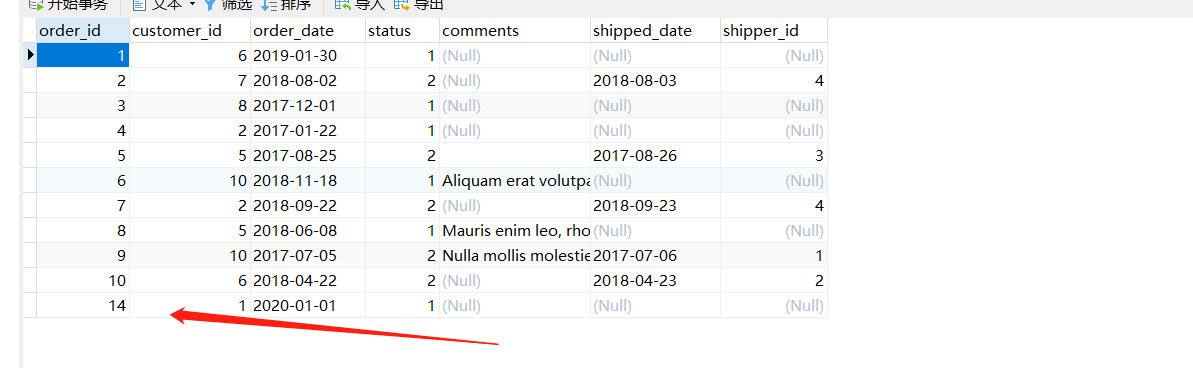 开始事务 文本 筛选 排序 导入 导出
order_id customer_id order_date status comments shipped_date shipper_id
1 6 2019-01-30 1 (Null) (Null) (Null)
2 7 2018-08-02 2 (Null) 2018-08-03 4
3 8 2017-12-01 1 (Null) (Null) (Null)
4 2 2017-01-22 1 (Null) (Null) (Null)
5 5 2017-08-25 2 2017-08-26 3
6 10 2018-11-18 1 Aliquam erat volutpa (Null) (Null)
7 2 2018-09-22 2 (Null) 2018-09-23 4
8 5 2018-06-08 1 Mauris enim leo, rho (Null) (Null)
9 10 2017-07-05 2 Nulla mollis molestie 2017-07-06 1
10 6 2018-04-22 2 (Null) 2018-04-23 2
14 1 2020-01-01 1 (Null) (Null) (Null)